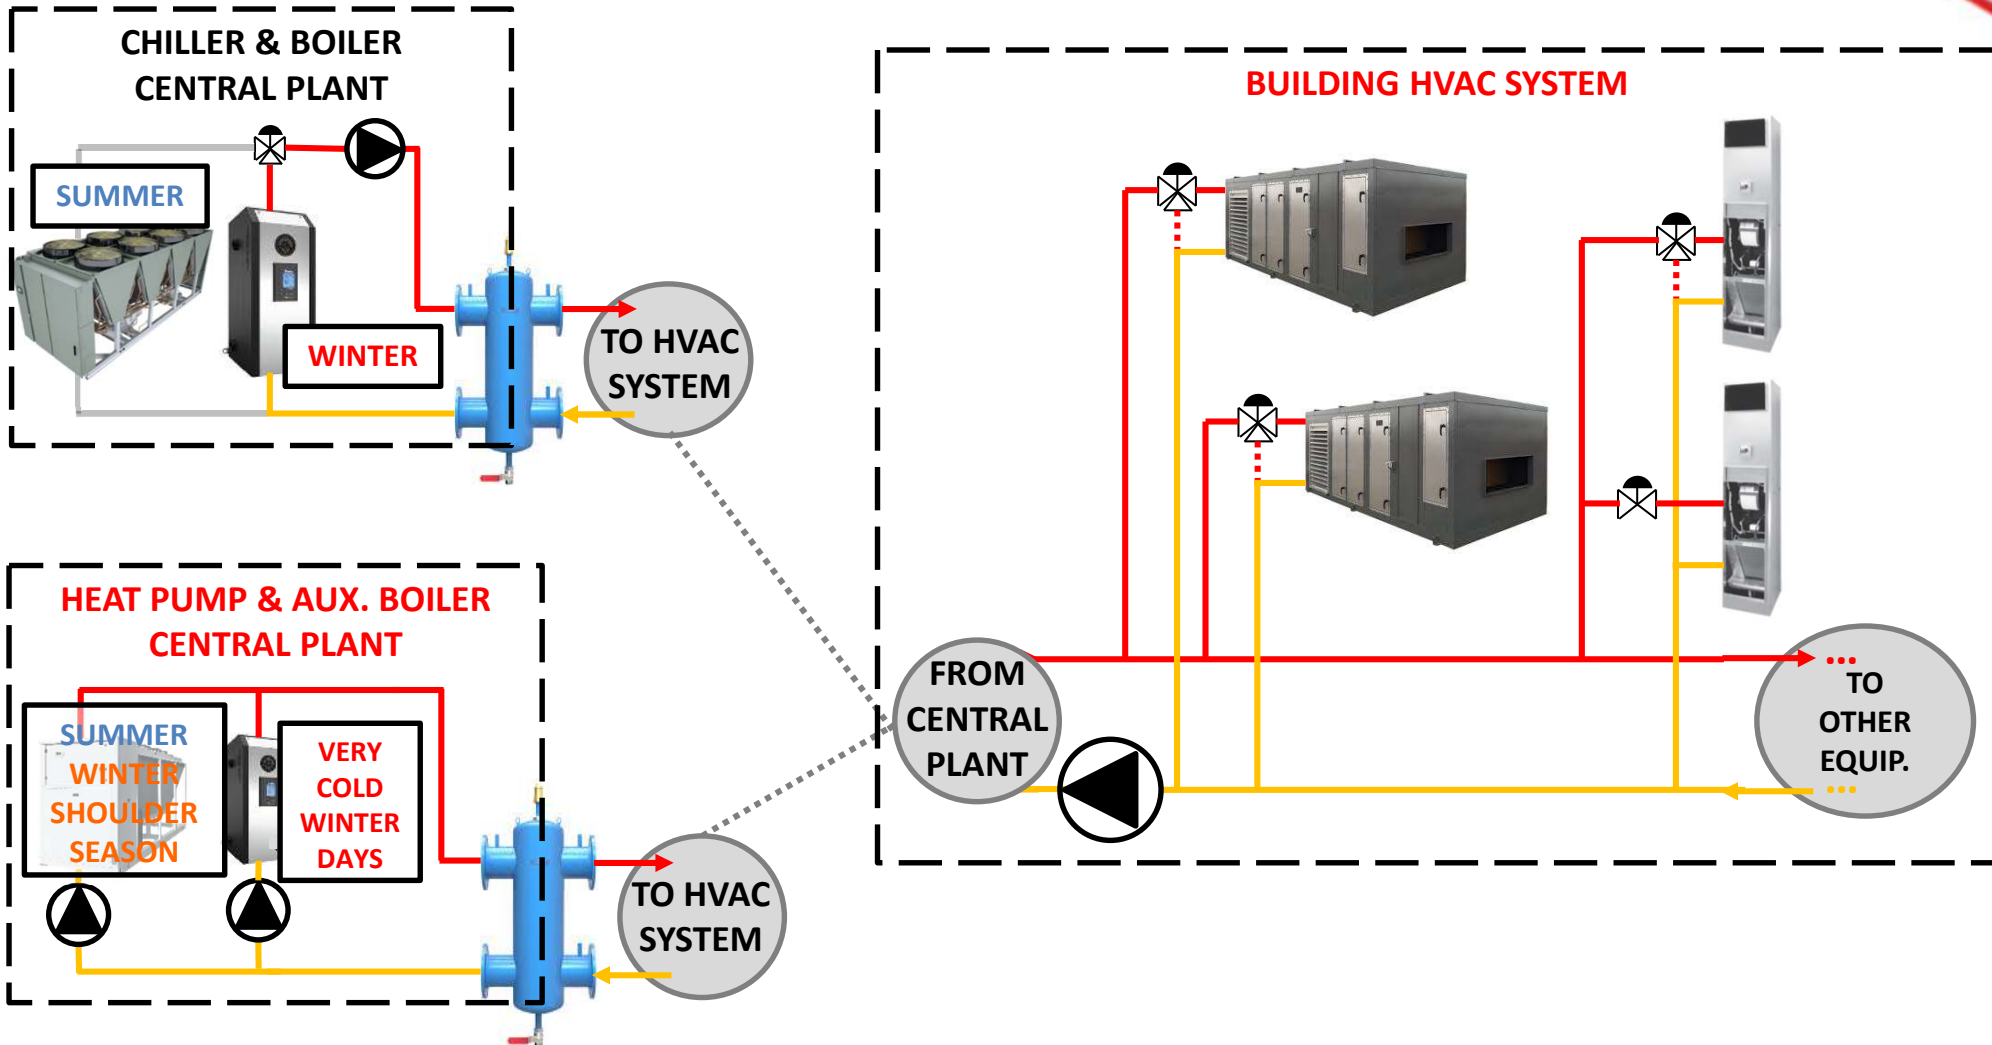 CHILLER & BOILER
CENTRAL PLANT
SUMMER
WINTER
TO HVAC
SYSTEM
HEAT PUMP & AUX. BOILER
CENTRAL PLANT
SUMMER
WINTER
SHOULDER
SEASON
VERY
COLD
WINTER
DAYS
TO HVAC
SYSTEM
BUILDING HVAC SYSTEM
FROM
CENTRAL
PLANT
...
TO
OTHER
EQUIP.
...